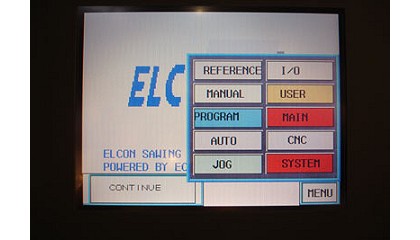 ELC
REFERENCE I/O
MANUAL USER
PROGRAM MAIN
AUTO CNC
JOG SYSTEM
ELCON SAWING
POWERED BY EC
CONTINUE
MENU